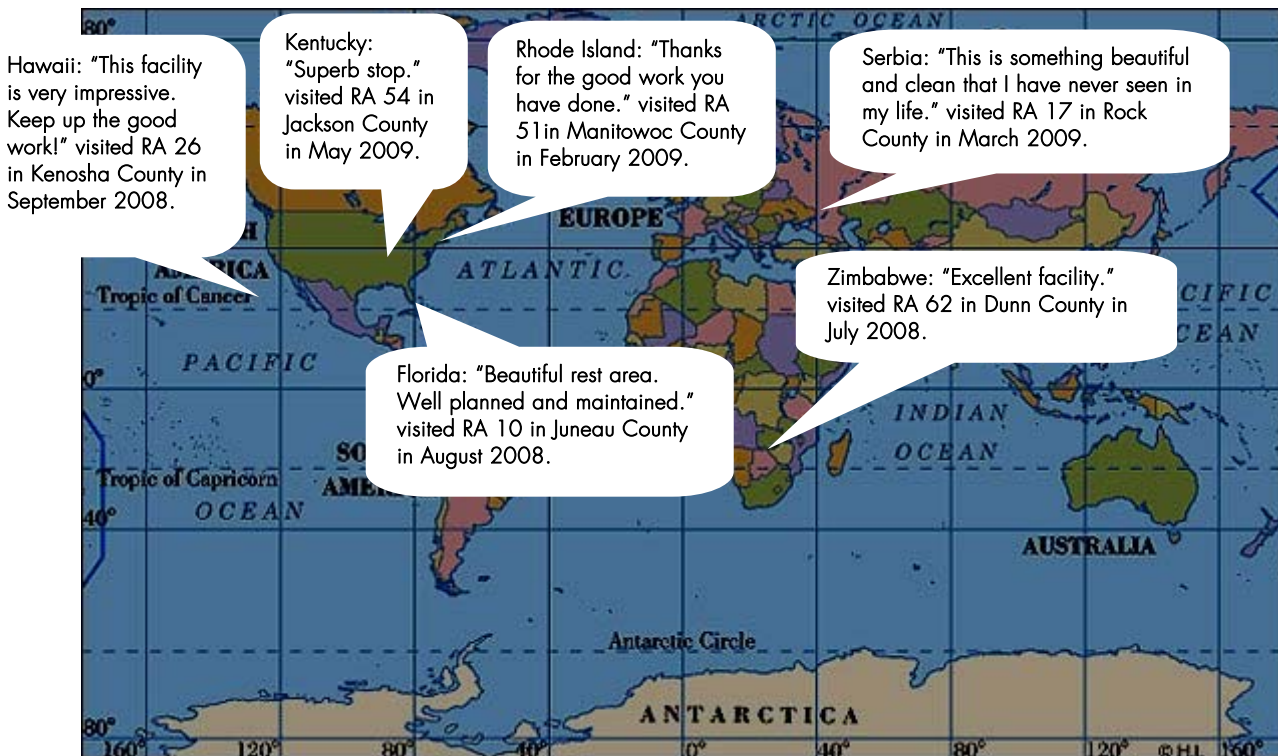 80°
ARCTIC OCEAN
Hawaii: “This facility
is very impressive.
Keep up the good
work!” visited RA 26
in Kenosha County in
September 2008.
Kentucky:
“Superb stop.”
visited RA 54 in
Jackson County
in May 2009.
Rhode Island: “Thanks
for the good work you
have done.” visited RA
51in Manitowoc County
in February 2009.
Serbia: “This is something beautiful
and clean that I have never seen in
my life.” visited RA 17 in Rock
County in March 2009.
EUROPE
ATLANTIC
Tropic of Cancer
Zimbabwe: “Excellent facility.”
visited RA 62 in Dunn County in
July 2008.
PACIFIC
0°
Florida: “Beautiful rest area.
Well planned and maintained.”
visited RA 10 in Juneau County
in August 2008.
INDIAN
OCEAN
Tropic of Capricorn
OCEAN
40°
AUSTRALIA
Antarctic Circle
ANTARCTICA
80°
160° 120° 80° 40° 0° 40° 80° 120° 160°